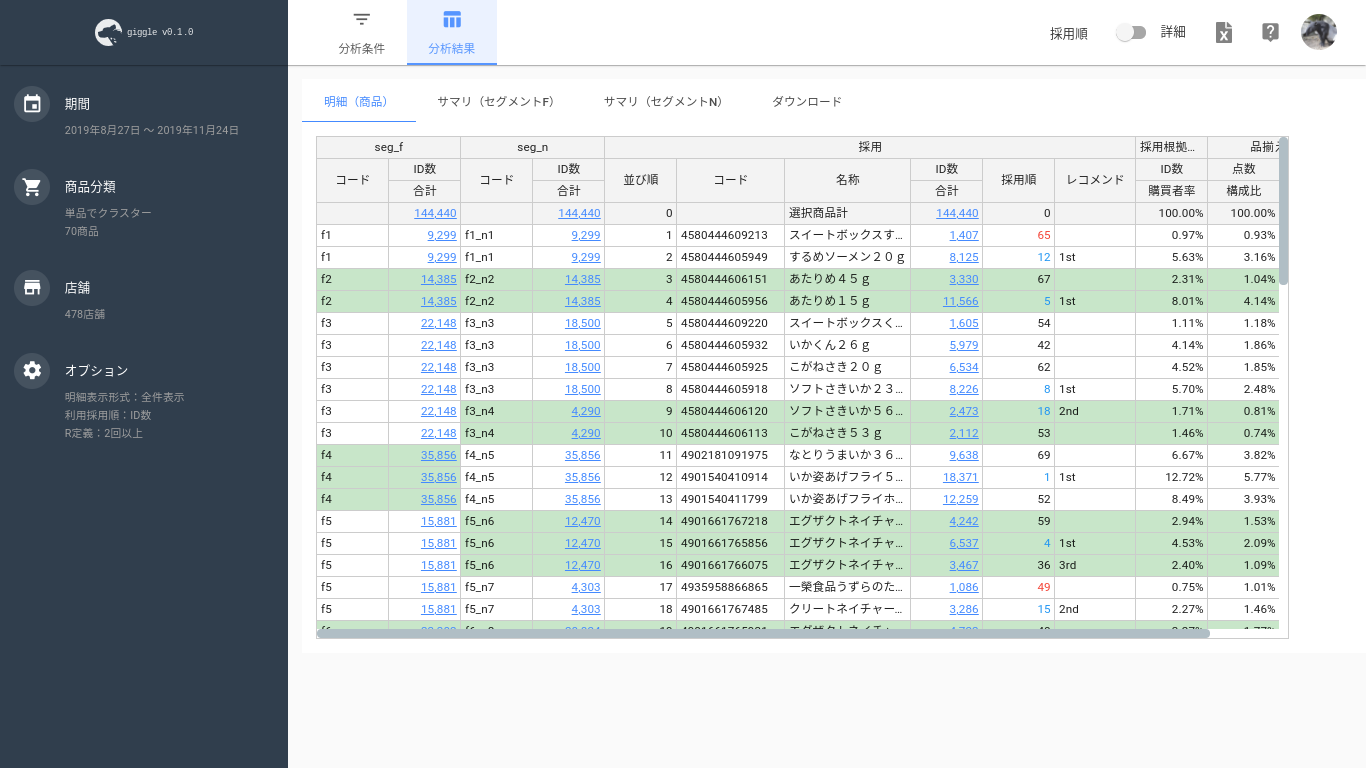 giggle v0.1.0
期間
2019年8月27日 〜 2019年11月24日
商品分類
単品でクラスター
70商品
店舗
478店舗
オプション
明細表示形式：全件表示
利用採用順：ID数
R定義：2回以上
分析条件 分析結果 採用順 詳細
明細（商品） サマリ（セグメントF） サマリ（セグメントN） ダウンロード
seg_f seg_n 採用 採用根拠... 品揃
コード ID数 コード ID数 並び順 コード 名称 ID数 採用順 レコメンド ID数 点数
合計 合計 合計 購買者率 構成比
144,440 144,440 0 選択商品計 144,440 0 100.00% 100.00%
f1 9,299 f1_n1 9,299 1 4580444609213 スイートボックスす... 1,407 65 0.97% 0.93%
f1 9,299 f1_n1 9,299 2 4580444605949 するめソーメン２０ｇ 8,125 12 1st 5.63% 3.16%
f2 14,385 f2_n2 14,385 3 4580444606151 あたりめ４５ｇ 3,330 67 2.31% 1.04%
f2 14,385 f2_n2 14,385 4 4580444605956 あたりめ１５ｇ 11,566 5 1st 8.01% 4.14%
f3 22,148 f3_n3 18,500 5 4580444609220 スイートボックスく... 1,605 54 1.11% 1.18%
f3 22,148 f3_n3 18,500 6 4580444605932 いかくん２６ｇ 5,979 42 4.14% 1.86%
f3 22,148 f3_n3 18,500 7 4580444605925 こがねさき２０ｇ 6,534 62 4.52% 1.85%
f3 22,148 f3_n3 18,500 8 4580444605918 ソフトさきいか２３... 8,226 8 1st 5.70% 2.48%
f3 22,148 f3_n4 4,290 9 4580444606120 ソフトさきいか５６... 2,473 18 2nd 1.71% 0.81%
f3 22,148 f3_n4 4,290 10 4580444606113 こがねさき５３ｇ 2,112 53 1.46% 0.74%
f4 35,856 f4_n5 35,856 11 4902181091975 なとりうまいか３６... 9,638 69 6.67% 3.82%
f4 35,856 f4_n5 35,856 12 4901540410914 いか姿あげフライ５... 18,371 1 1st 12.72% 5.77%
f4 35,856 f4_n5 35,856 13 4901540411799 いか姿あげフライホ... 12,259 52 8.49% 3.93%
f5 15,881 f5_n6 12,470 14 4901661767218 エグザクトネイチャ... 4,242 59 2.94% 1.53%
f5 15,881 f5_n6 12,470 15 4901661765856 エグザクトネイチャ... 6,537 4 1st 4.53% 2.09%
f5 15,881 f5_n6 12,470 16 4901661766075 エグザクトネイチャ... 3,467 36 3rd 2.40% 1.09%
f5 15,881 f5_n7 4,303 17 4935958866865 一榮食品うずらのた... 1,086 49 0.75% 1.01%
f5 15,881 f5_n7 4,303 18 4901661767485 クリートネイチャー... 3,286 15 2nd 2.27% 1.46%